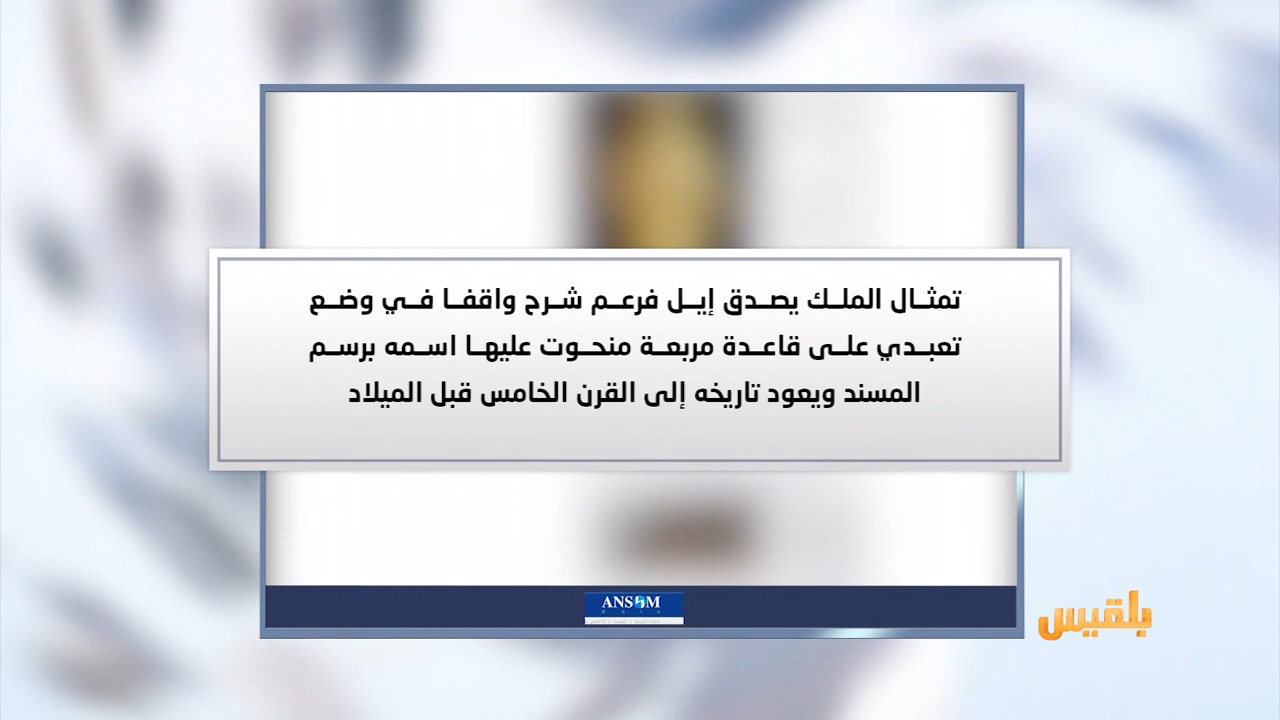 تمثال الملك يصدق إيل فرعم شرح واقفا في وضع
تعبدي على قاعدة مربعة منحوت عليها اسمه برسم
المسند ويعود تاريخه إلى القرن الخامس قبل الميلاد
ANSOM
بلقيس